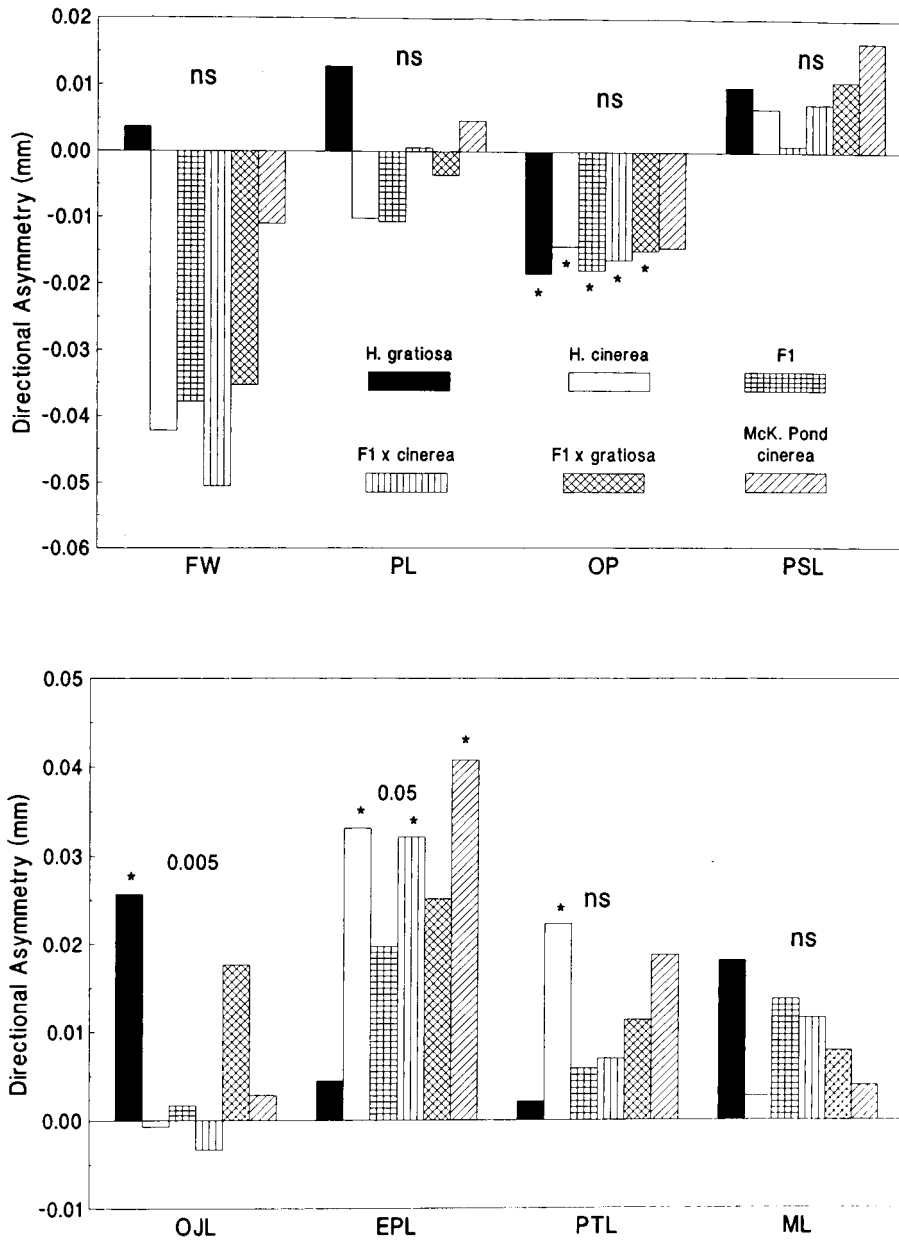 0.02
0.01
0.00
-0.01
-0.02
-0.03
-0.04
-0.05
-0.06
Directional Asymmetry (mm)
ns
ns
ns
ns
*
*
*
*
*
H. gratiosa
H. cinerea
F1
F1 x cinerea
F1 x gratiosa
McK. Pond
cinerea
FW
PL
OP
PSL
0.05
0.04
0.03
0.02
0.01
0.00
-0.01
Directional Asymmetry (mm)
*
0.005
*
0.05
*
*
*
ns
ns
OJL
EPL
PTL
ML